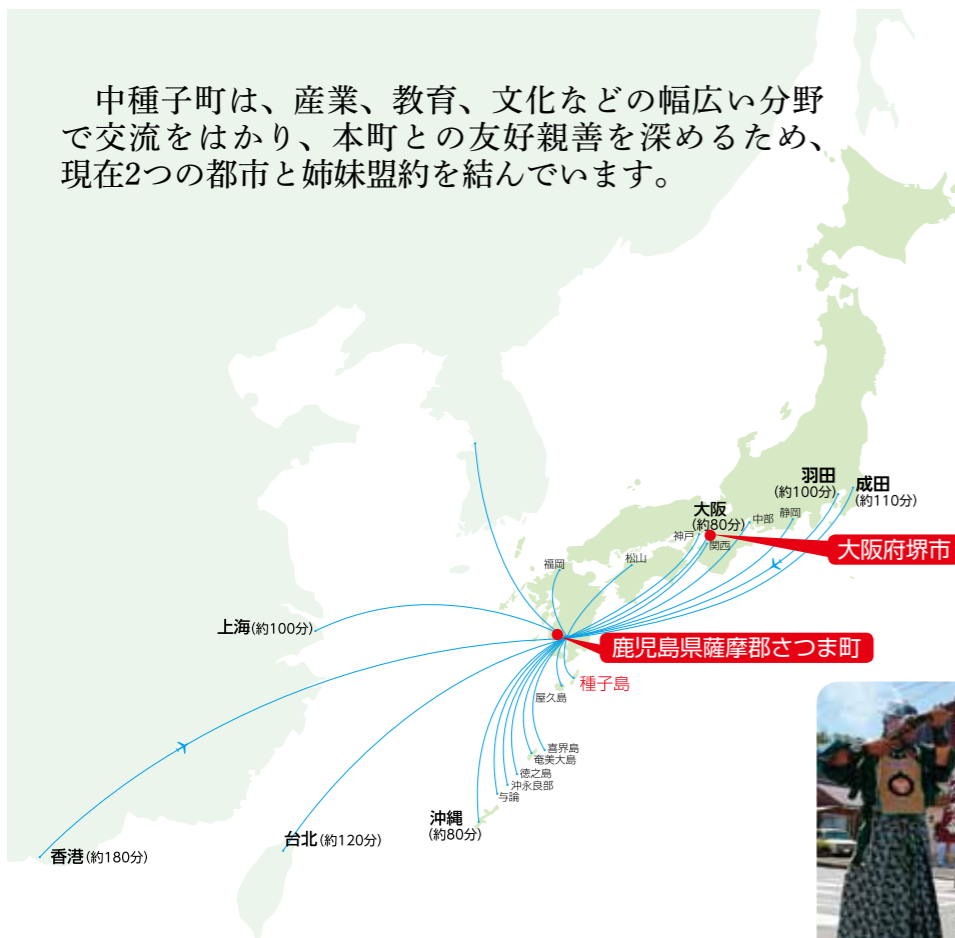 中種子町は、産業、教育、文化などの幅広い分野
で交流をはかり、本町との友好親善を深めるため、
現在2つの都市と姉妹盟約を結んでいます。
羽田
(約100分)
成田
(約110分)
大阪
(約80分)
中部
静岡
神戸
関西
大阪府堺市
福岡
松山
上海(約100分)
鹿児島県薩摩郡さつま町
種子島
屋久島
喜界島
奄美大島
徳之島
沖永良部
与論
沖縄
(約80分)
台北(約120分)
香港(約180分)